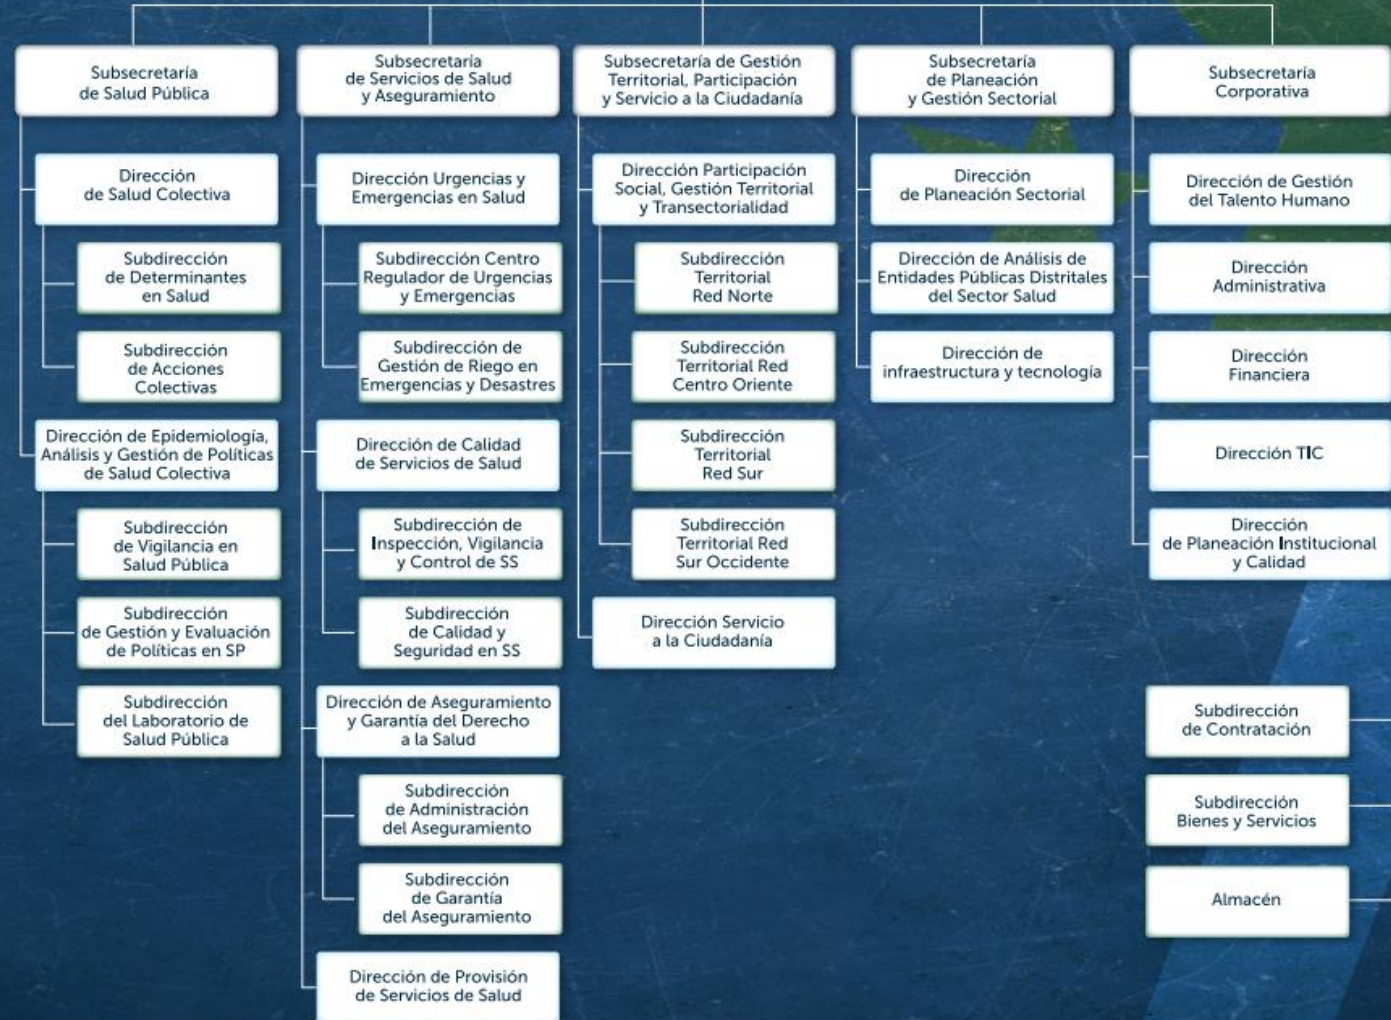 Subsecretaría
de Salud Pública
Subsecretaría
de Servicios de Salud
y Aseguramiento
Subsecretaría de Gestión
Territorial, Participación
y Servicio a la Ciudadanía
Subsecretaría
de Planeación
y Gestión Sectorial
Subsecretaría
Corporativa
Dirección
de Salud Colectiva
Subdirección
de Determinantes
en Salud
Subdirección
de Acciones
Colectivas
Dirección de Epidemiología,
Análisis y Gestión de Políticas
de Salud Colectiva
Subdirección
de Vigilancia en
Salud Pública
Subdirección
de Gestión y Evaluación
de Políticas en SP
Subdirección
del Laboratorio de
Salud Pública
Dirección Urgencias y
Emergencias en Salud
Subdirección Centro
Regulador de Urgencias
y Emergencias
Subdirección de
Gestión de Riego en
Emergencias y Desastres
Dirección de Calidad
de Servicios de Salud
Subdirección de
Inspección, Vigilancia
y Control de SS
Subdirección
de Calidad y
Seguridad en SS
Dirección de Aseguramiento
y Garantía del Derecho
a la Salud
Subdirección
de Administración
del Aseguramiento
Subdirección
de Garantía
del Aseguramiento
Dirección de Provisión
de Servicios de Salud
Dirección Participación
Social, Gestión Territorial
y Transectorialidad
Subdirección
Territorial
Red Norte
Subdirección
Territorial Red
Centro Oriente
Subdirección
Territorial
Red Sur
Subdirección
Territorial Red
Sur Occidente
Dirección Servicio
a la Ciudadanía
Dirección
de Planeación Sectorial
Dirección de Análisis de
Entidades Públicas Distritales
del Sector Salud
Dirección de
infraestructura y tecnología
Dirección de Gestión
del Talento Humano
Dirección
Administrativa
Dirección
Financiera
Dirección TIC
Dirección
de Planeación Institucional
y Calidad
Subdirección
de Contratación
Subdirección
Bienes y Servicios
Almacén